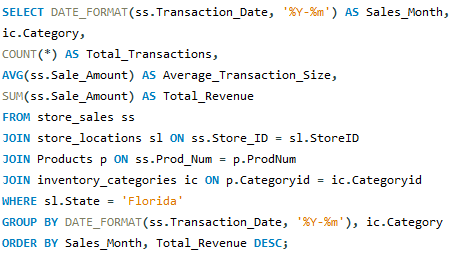 SELECT DATE_FORMAT(ss.Transaction_Date, '%Y-%m') AS Sales_Month,
ic.Category,
COUNT(*) AS Total_Transactions,
AVG(ss.Sale_Amount) AS Average_Transaction_Size,
SUM(ss.Sale_Amount) AS Total_Revenue
FROM store_sales ss
JOIN store_locations sl ON ss.Store_ID = sl.StoreID
JOIN Products p ON ss.Prod_Num = p.ProdNum
JOIN inventory_categories ic ON p.Categoryid = ic.Categoryid
WHERE sl.State = 'Florida'
GROUP BY DATE_FORMAT(ss.Transaction_Date, '%Y-%m'), ic.Category
ORDER BY Sales_Month, Total_Revenue DESC;